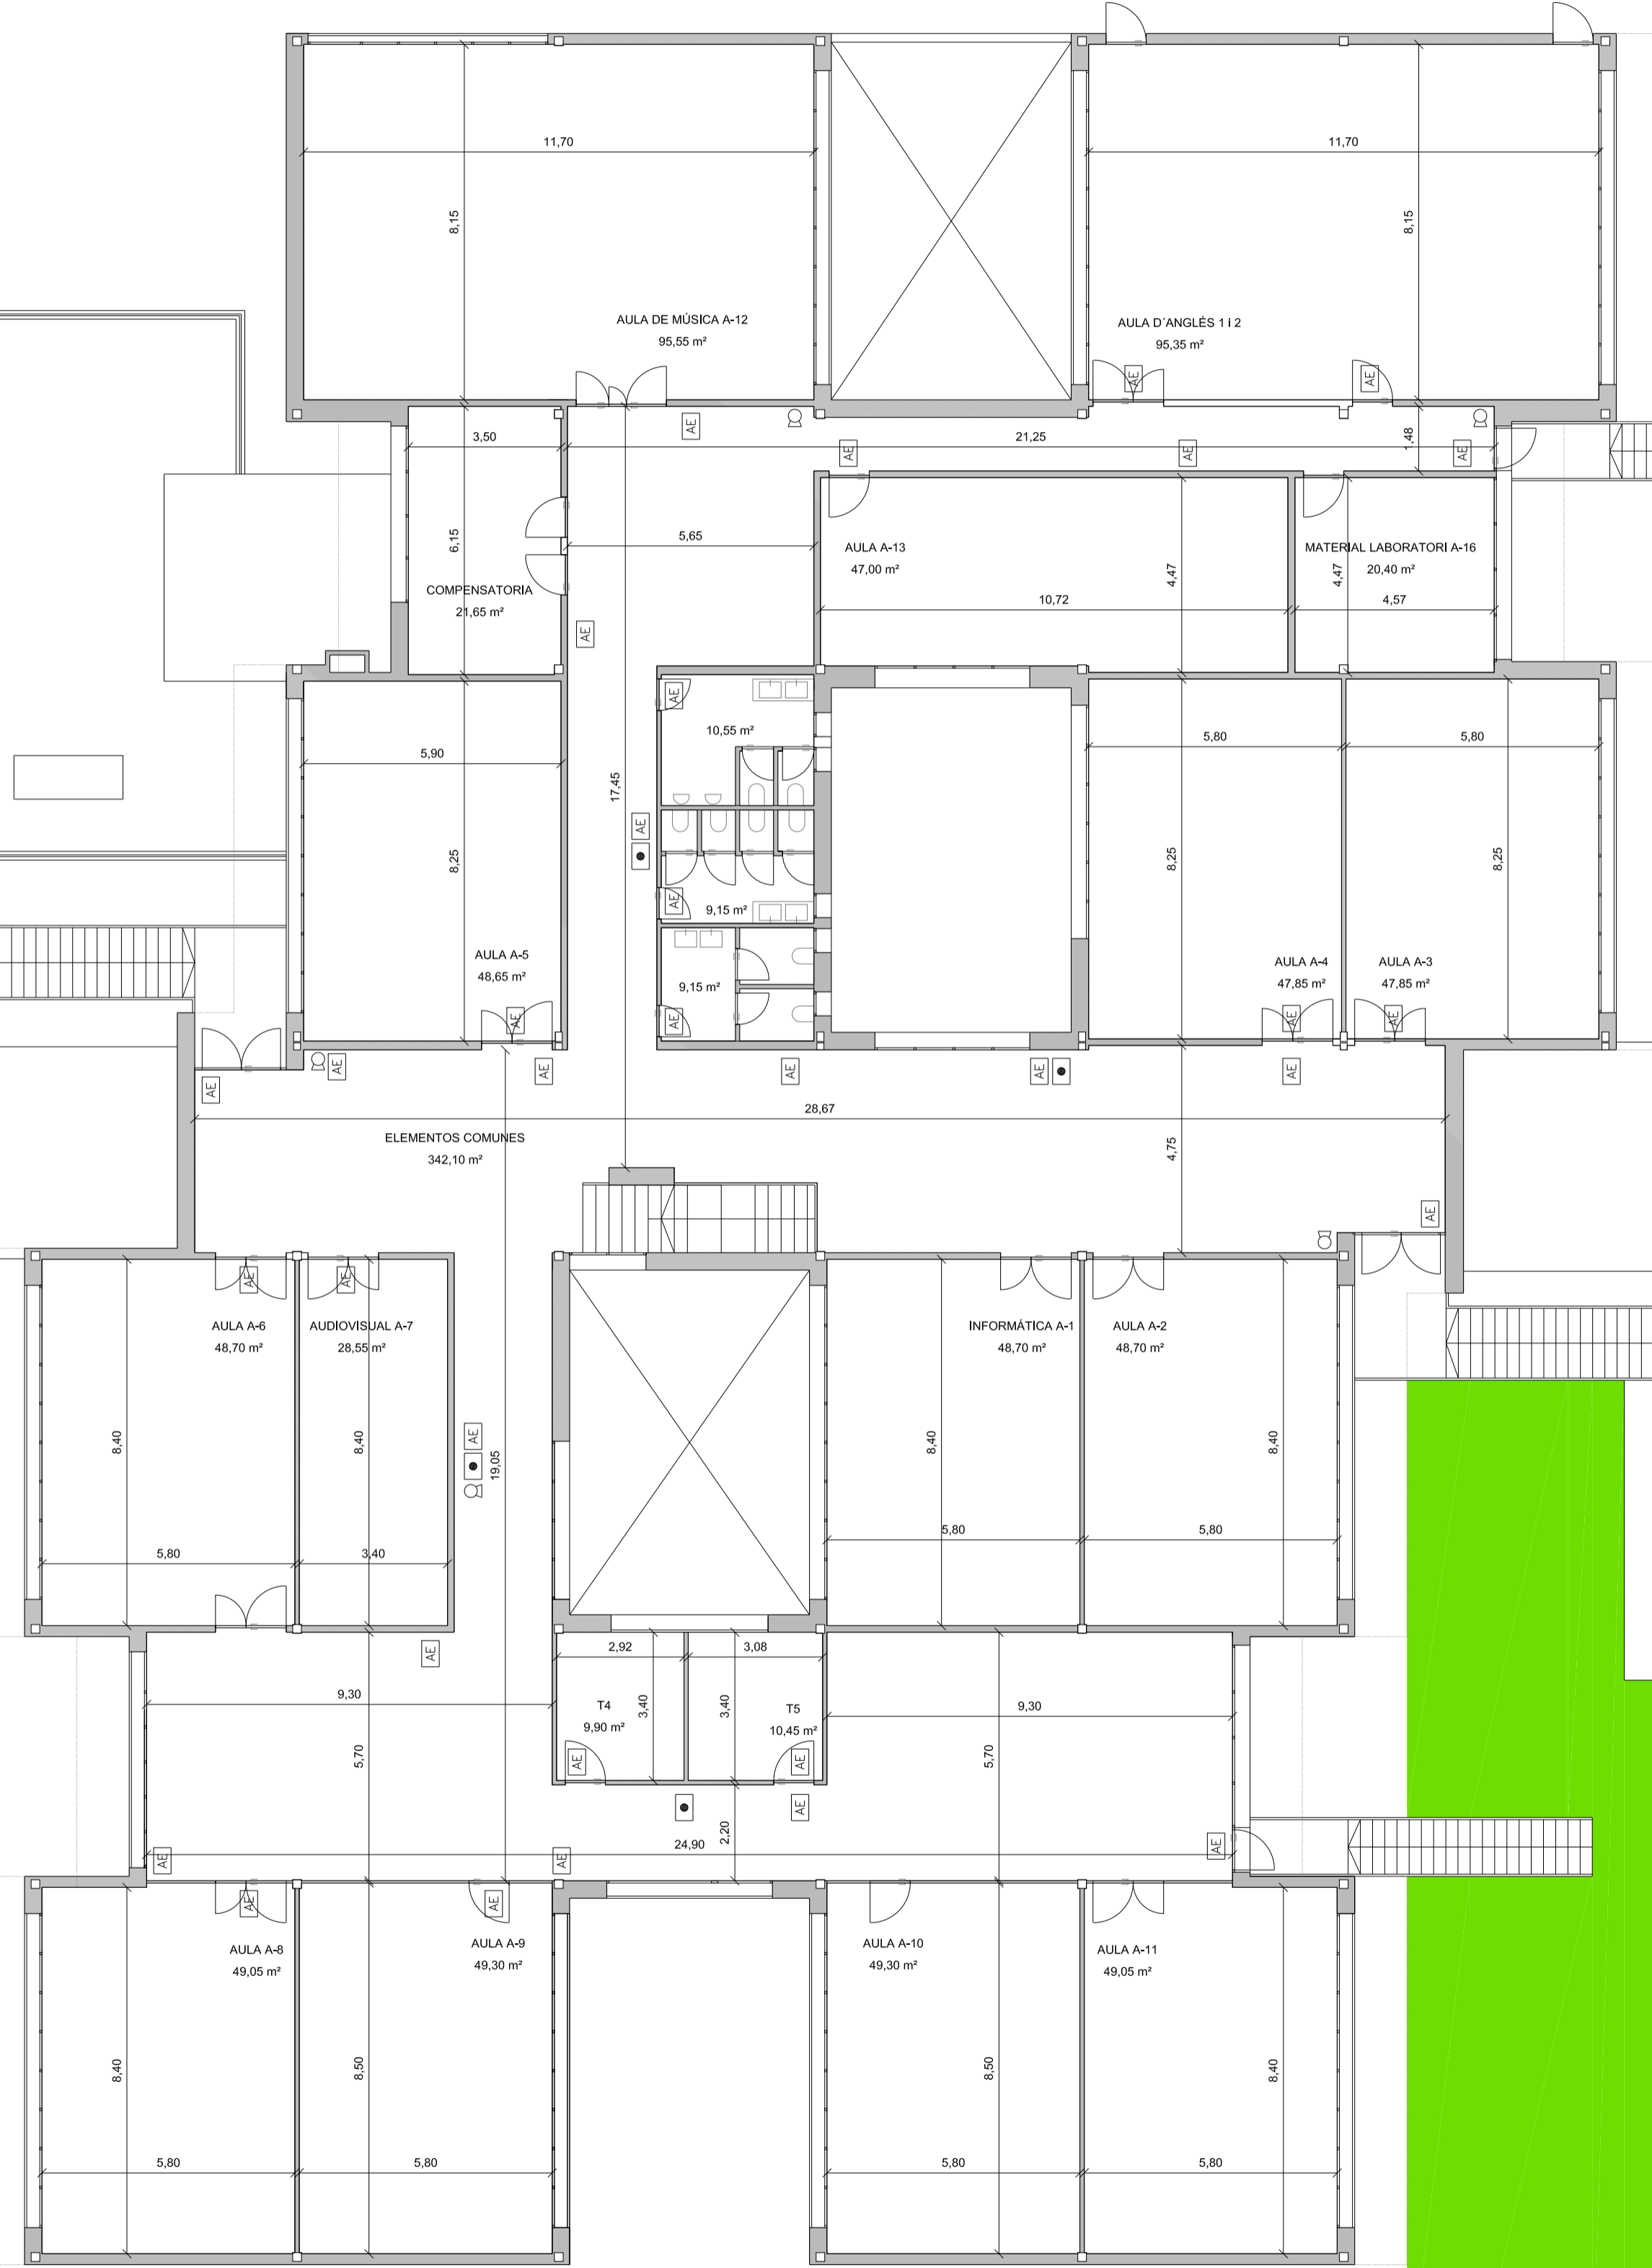 11,70
11,70
8,15
8,15
AULA DE MÚSICA A-12
95,55 m²
AULA D´ANGLÉS 1 I 2
95,35 m²
AE
AE
AE
3,50
21,25
1,48
AE
AE
AE
6,15
5,65
AULA A-13
47,00 m²
4,47
MATERIAL LABORATORI A-16
20,40 m²
4,47
COMPENSATORIA
21,65 m²
10,72
4,57
AE
AE
10,55 m²
5,90
5,80
5,80
17,45
AE
8,25
8,25
8,25
AE
9,15 m²
AULA A-5
48,65 m²
AULA A-4
47,85 m²
AULA A-3
47,85 m²
9,15 m²
AE
AE
AE
AE
AE
AE
AE
AE
AE
AE
28,67
ELEMENTOS COMUNES
342,10 m²
4,75
AE
AE
AE
AULA A-6
48,70 m²
AUDIOVISUAL A-7
28,55 m²
INFORMÁTICA A-1
48,70 m²
AULA A-2
48,70 m²
8,40
8,40
AE
19,05
8,40
8,40
5,80
3,40
5,80
5,80
AE
2,92
3,08
9,30
3,40
3,40
9,30
T4
9,90 m²
T5
10,45 m²
5,70
5,70
AE
AE
AE
2,20
24,90
AE
AE
AE
AE
AE
AULA A-8
49,05 m²
AULA A-9
49,30 m²
AULA A-10
49,30 m²
AULA A-11
49,05 m²
8,40
8,50
8,50
8,40
5,80
5,80
5,80
5,80